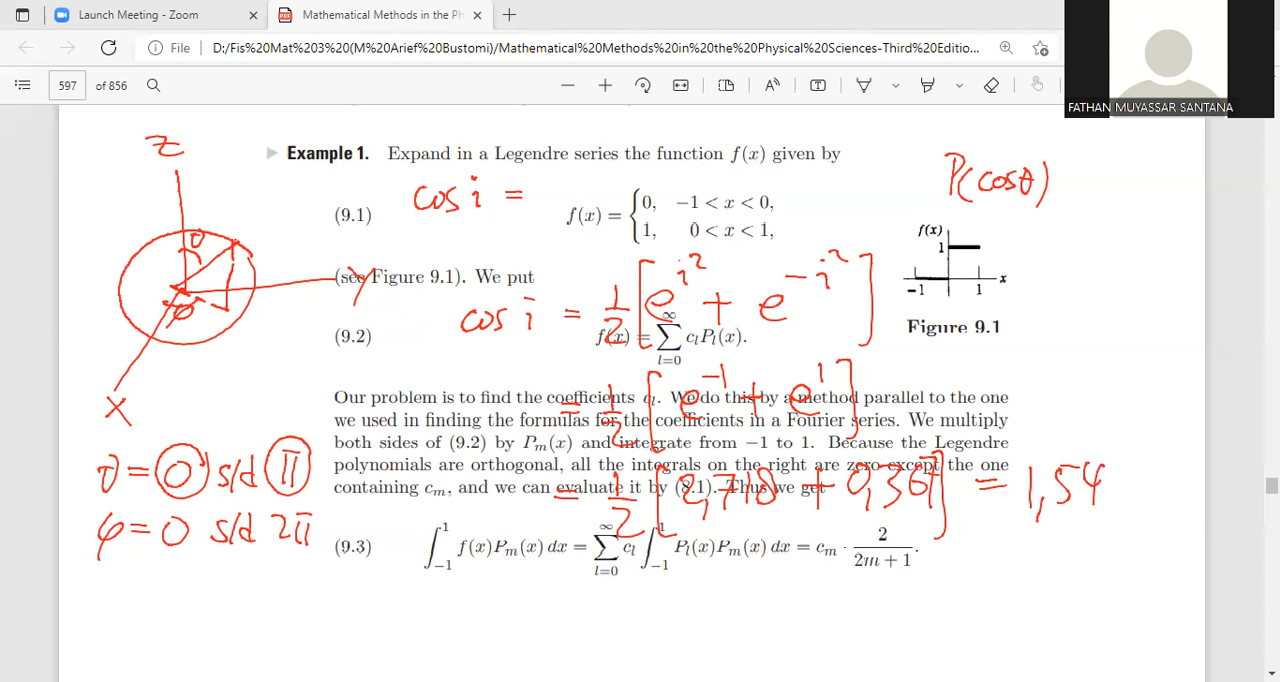 Launch Meeting - Zoom
Mathematical Methods in the Ph
File
D:/Fis%20Mat%203%20(M%20Arief%20Bustomi)/Mathematical%20Methods%20in%20the%20Physical%20Sciences-Third%20Editio...
597 of 856
FATHAN MUYASSAR SANTANA
Example 1. Expand in a Legendre series the function f(x) given by
P(cosθ)
cos i =
(9.1) f(x) = {0, −1 < x < 0,
1, 0 < x < 1,
f(x)
1
−1 1 x
Figure 9.1
Z
θ
Y
φ
X
(see Figure 9.1). We put
cos i = 1/2 [e^i² + e^−i²]
(9.2) f(x) = ∑_{l=0}^{∞} c_l P_l(x).
= 1/2 [e^−1 + e^1]
Our problem is to find the coefficients c_l. We do this by a method parallel to the one
we used in finding the formulas for the coefficients in a Fourier series. We multiply
both sides of (9.2) by P_m(x) and integrate from −1 to 1. Because the Legendre
polynomials are orthogonal, all the integrals on the right are zero except the one
containing c_m, and we can evaluate it by (8.1). Thus we get
= 1/2 [2,718 + 0,367] = 1,54
θ = 0 s/d π
φ = 0 s/d 2π
(9.3) ∫_{−1}^{1} f(x)P_m(x) dx = ∑_{l=0}^{∞} c_l ∫_{−1}^{1} P_l(x)P_m(x) dx = c_m · 2/(2m + 1).